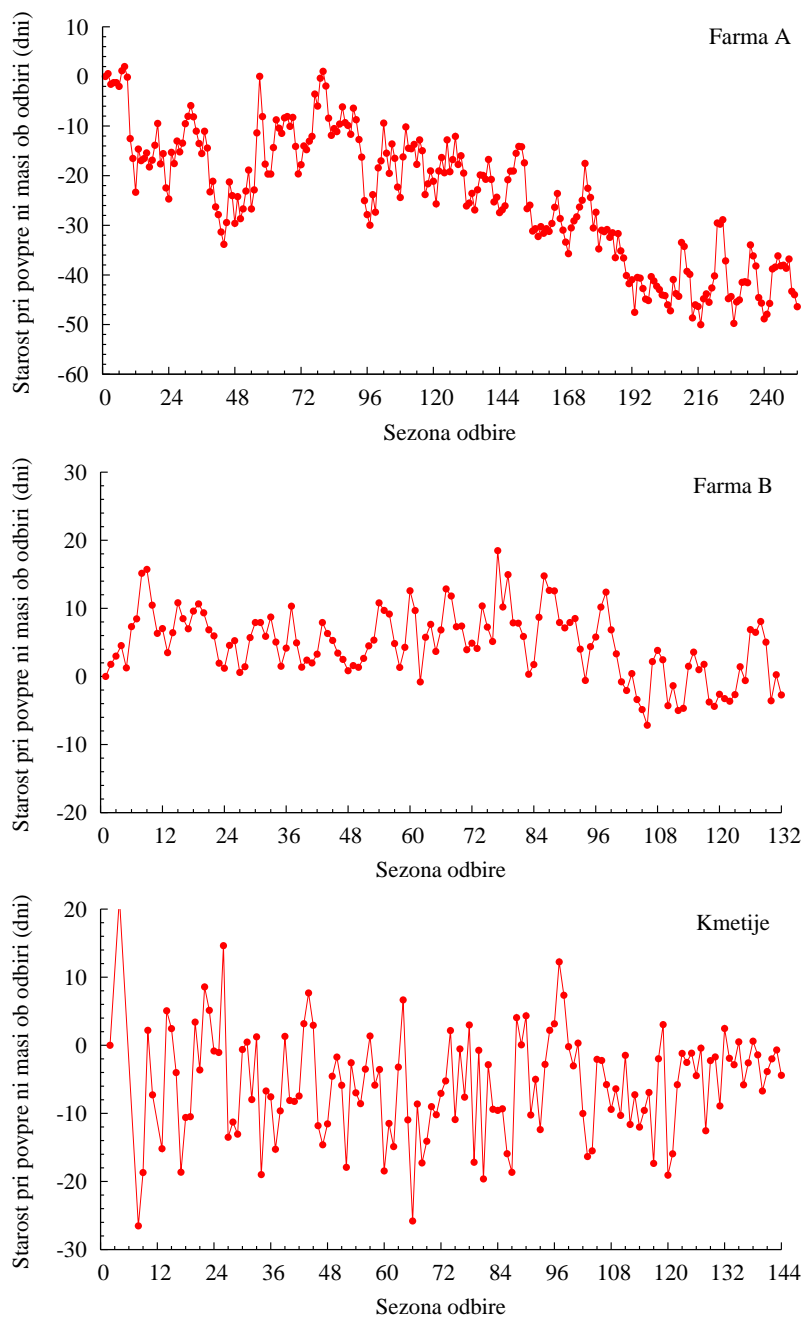 Farma A
Starost pri povpre ni masi ob odbiri (dni)
10
0
-10
-20
-30
-40
-50
-60
0 24 48 72 96 120 144 168 192 216 240
Sezona odbire
Farma B
Starost pri povpre ni masi ob odbiri (dni)
30
20
10
0
-10
-20
0 12 24 36 48 60 72 84 96 108 120 132
Sezona odbire
Kmetije
Starost pri povpre ni masi ob odbiri (dni)
20
10
0
-10
-20
-30
0 12 24 36 48 60 72 84 96 108 120 132 144
Sezona odbire